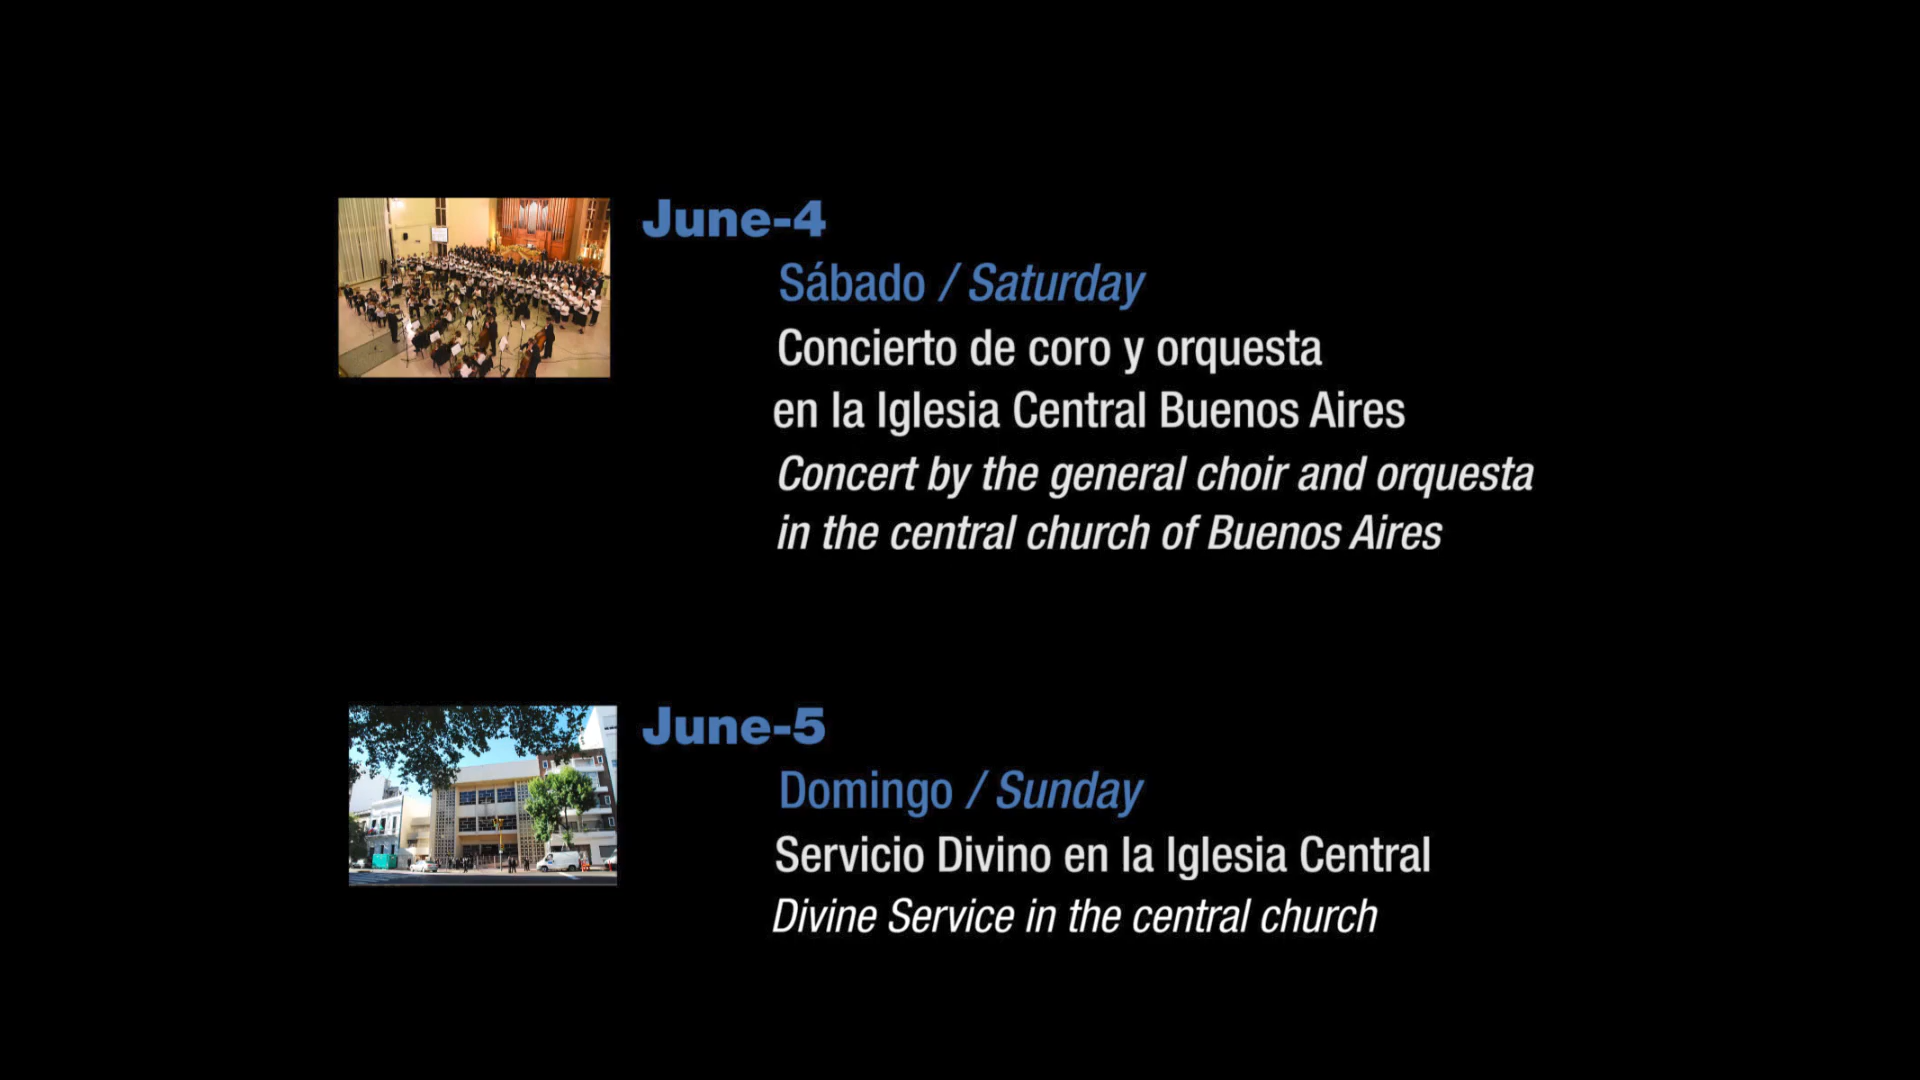 June-4
Sábado / Saturday
Concierto de coro y orquesta
en la Iglesia Central Buenos Aires
Concert by the general choir and orquesta
in the central church of Buenos Aires
June-5
Domingo / Sunday
Servicio Divino en la Iglesia Central
Divine Service in the central church